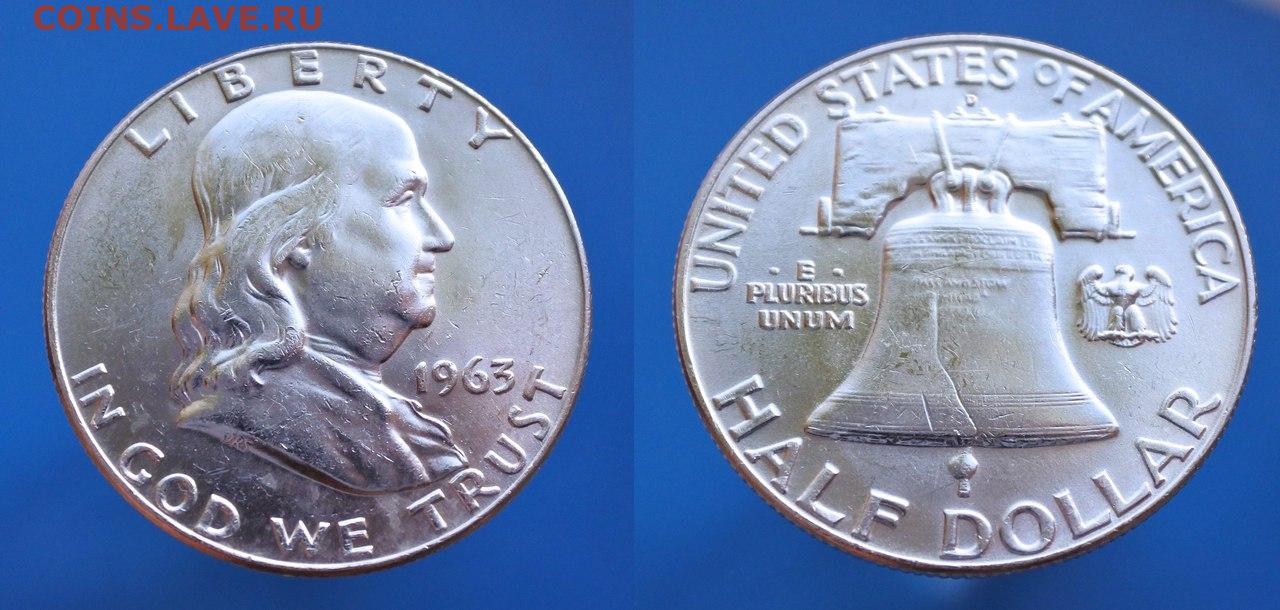 COINS.LAVE.RU
LIBERTY
1963
IN GOD WE TRUST
UNITED STATES OF AMERICA
D
· E ·
PLURIBUS
UNUM
HALF DOLLAR